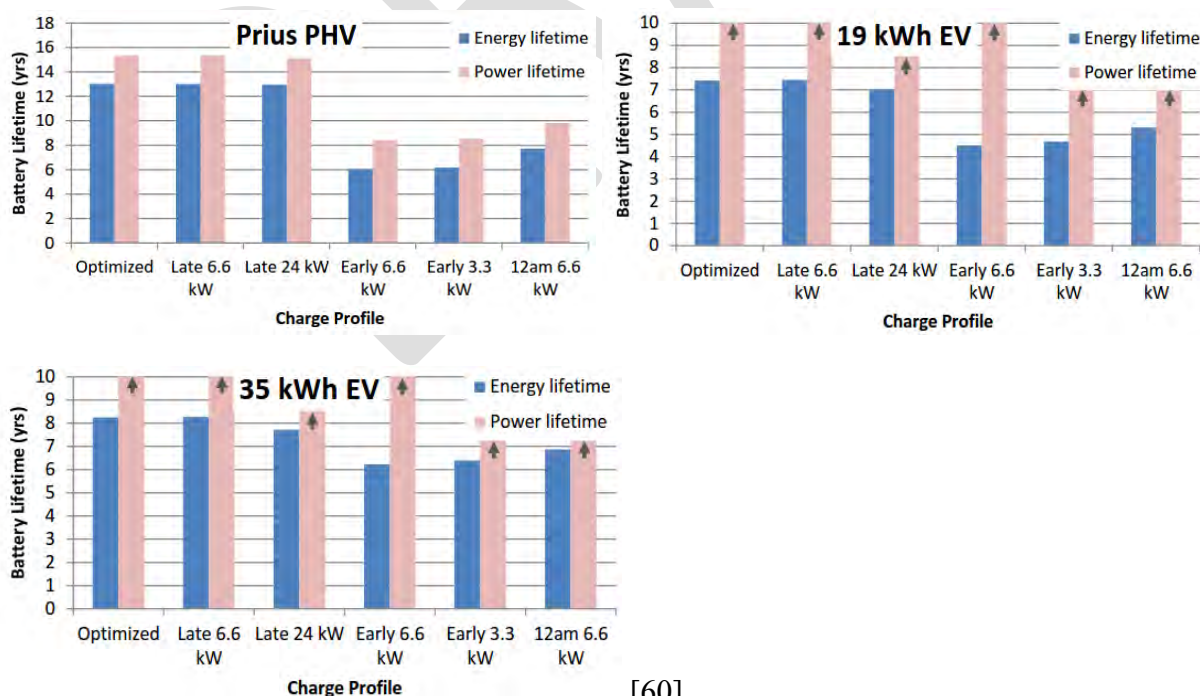 Prius PHV
Energy lifetime
Power lifetime
Battery Lifetime (yrs)
18
16
14
12
10
8
6
4
2
0
Optimized Late 6.6 kW Late 24 kW Early 6.6 kW Early 3.3 kW 12am 6.6 kW
Charge Profile
19 kWh EV
Energy lifetime
Power lifetime
Battery Lifetime (yrs)
10
9
8
7
6
5
4
3
2
1
0
Optimized Late 6.6 kW Late 24 kW Early 6.6 kW Early 3.3 kW 12am 6.6 kW
Charge Profile
35 kWh EV
Energy lifetime
Power lifetime
Battery Lifetime (yrs)
10
9
8
7
6
5
4
3
2
1
0
Optimized Late 6.6 kW Late 24 kW Early 6.6 kW Early 3.3 kW 12am 6.6 kW
Charge Profile
[60]